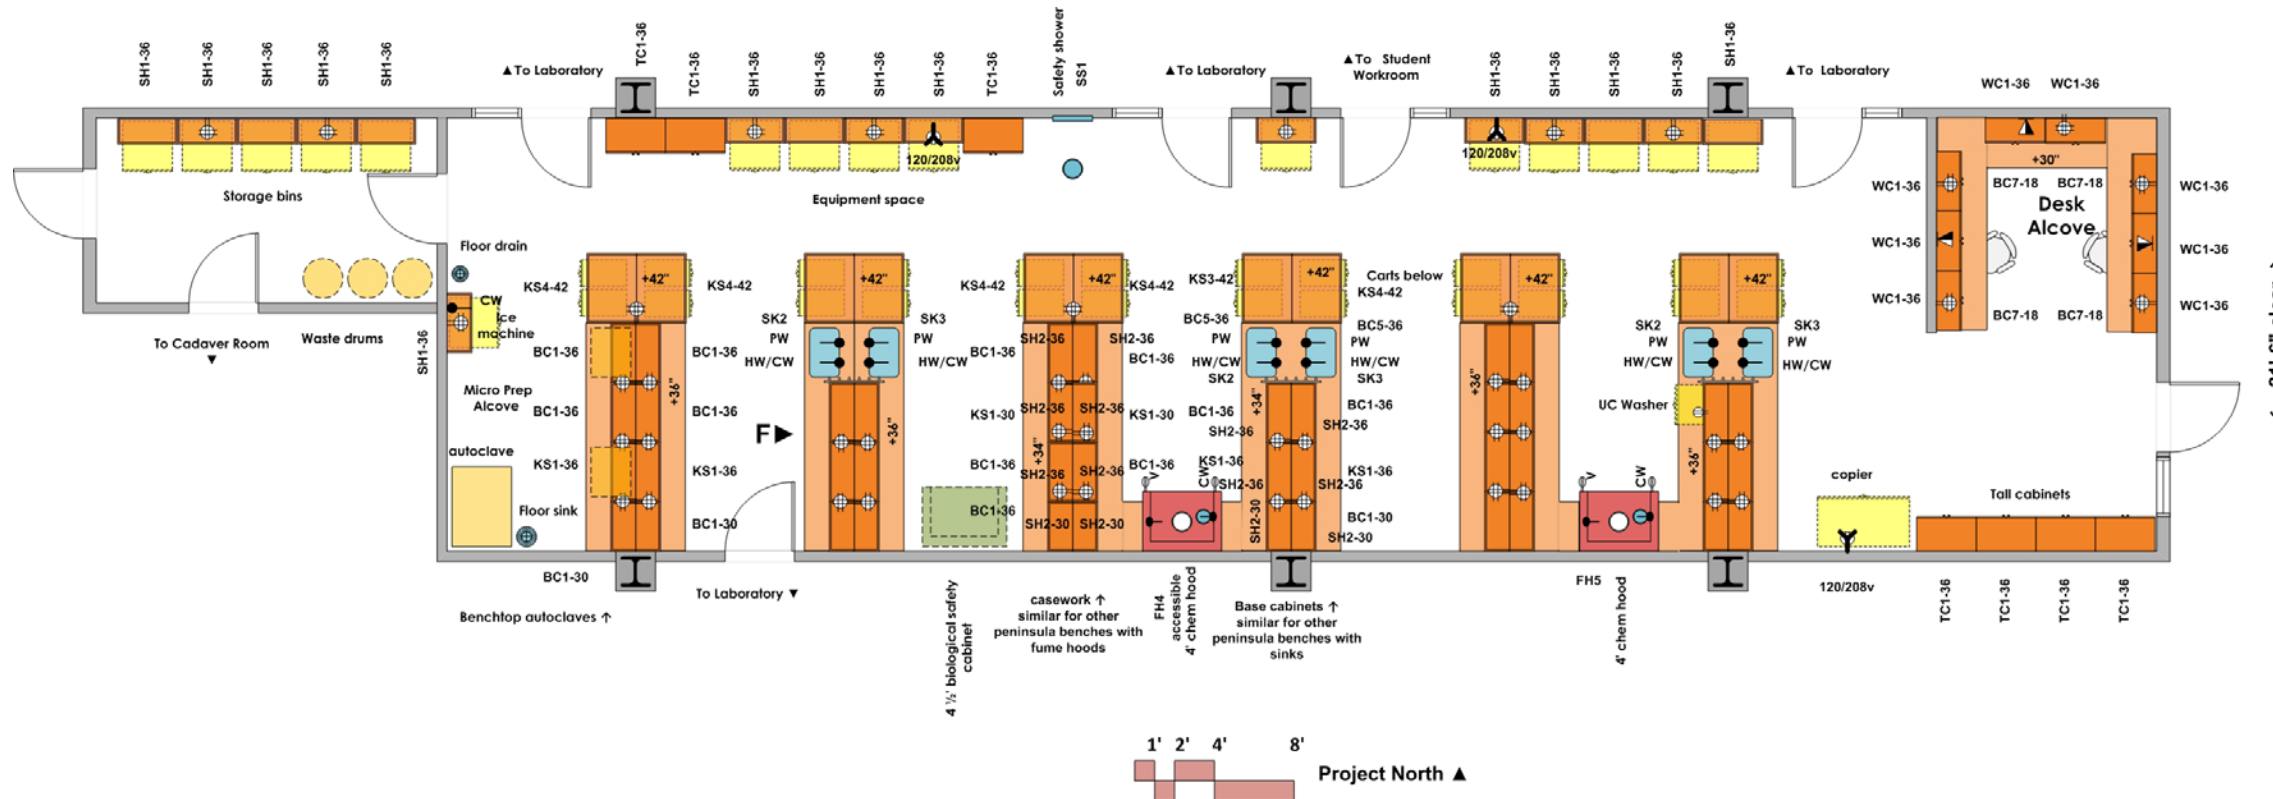 SH1-36
SH1-36
SH1-36
SH1-36
SH1-36
▲To Laboratory
TC1-36
TC1-36
SH1-36
SH1-36
SH1-36
SH1-36
TC1-36
Safety shower
SS1
▲To Laboratory
▲To Student
Workroom
SH1-36
SH1-36
SH1-36
SH1-36
SH1-36
▲To Laboratory
WC1-36
WC1-36
120/208v
120/208v
+30"
Storage bins
Equipment space
WC1-36
BC7-18
BC7-18
WC1-36
Desk
Alcove
WC1-36
WC1-36
WC1-36
BC7-18
BC7-18
WC1-36
Floor drain
KS4-42
+42"
KS4-42
+42"
KS4-42
+42"
KS4-42
KS3-42
+42"
Carts below
KS4-42
+42"
+42"
CW
Ice
machine
SH1-36
To Cadaver Room
▼
Waste drums
SK2
PW
HW/CW
SK3
PW
HW/CW
BC5-36
PW
HW/CW
SK2
BC5-36
PW
HW/CW
SK3
SK2
PW
HW/CW
SK3
PW
HW/CW
BC1-36
BC1-36
+36"
BC1-36
SH2-36
BC1-36
+36"
Micro Prep
Alcove
BC1-36
BC1-36
F►
+36"
KS1-30
SH2-36
SH2-36
KS1-30
BC1-36
+34"
SH2-36
BC1-36
SH2-36
UC Washer
autoclave
KS1-36
KS1-36
BC1-36
SH2-36
+34"
SH2-36
BC1-36
V
CW
KS1-36
SH2-36
KS1-36
SH2-36
V
CW
+36"
copier
Tall cabinets
Floor sink
BC1-30
BC1-36
SH2-30
SH2-30
SH2-30
BC1-30
SH2-30
BC1-30
To Laboratory ▼
Benchtop autoclaves ↑
4 ½' biological safety
cabinet
casework ↑
similar for other
peninsula benches with
fume hoods
FH4
accessible
4' chem hood
Base cabinets ↑
similar for other
peninsula benches with
sinks
FH5
4' chem hood
120/208v
TC1-36
TC1-36
TC1-36
TC1-36
1'
2'
4'
8'
Project North ▲